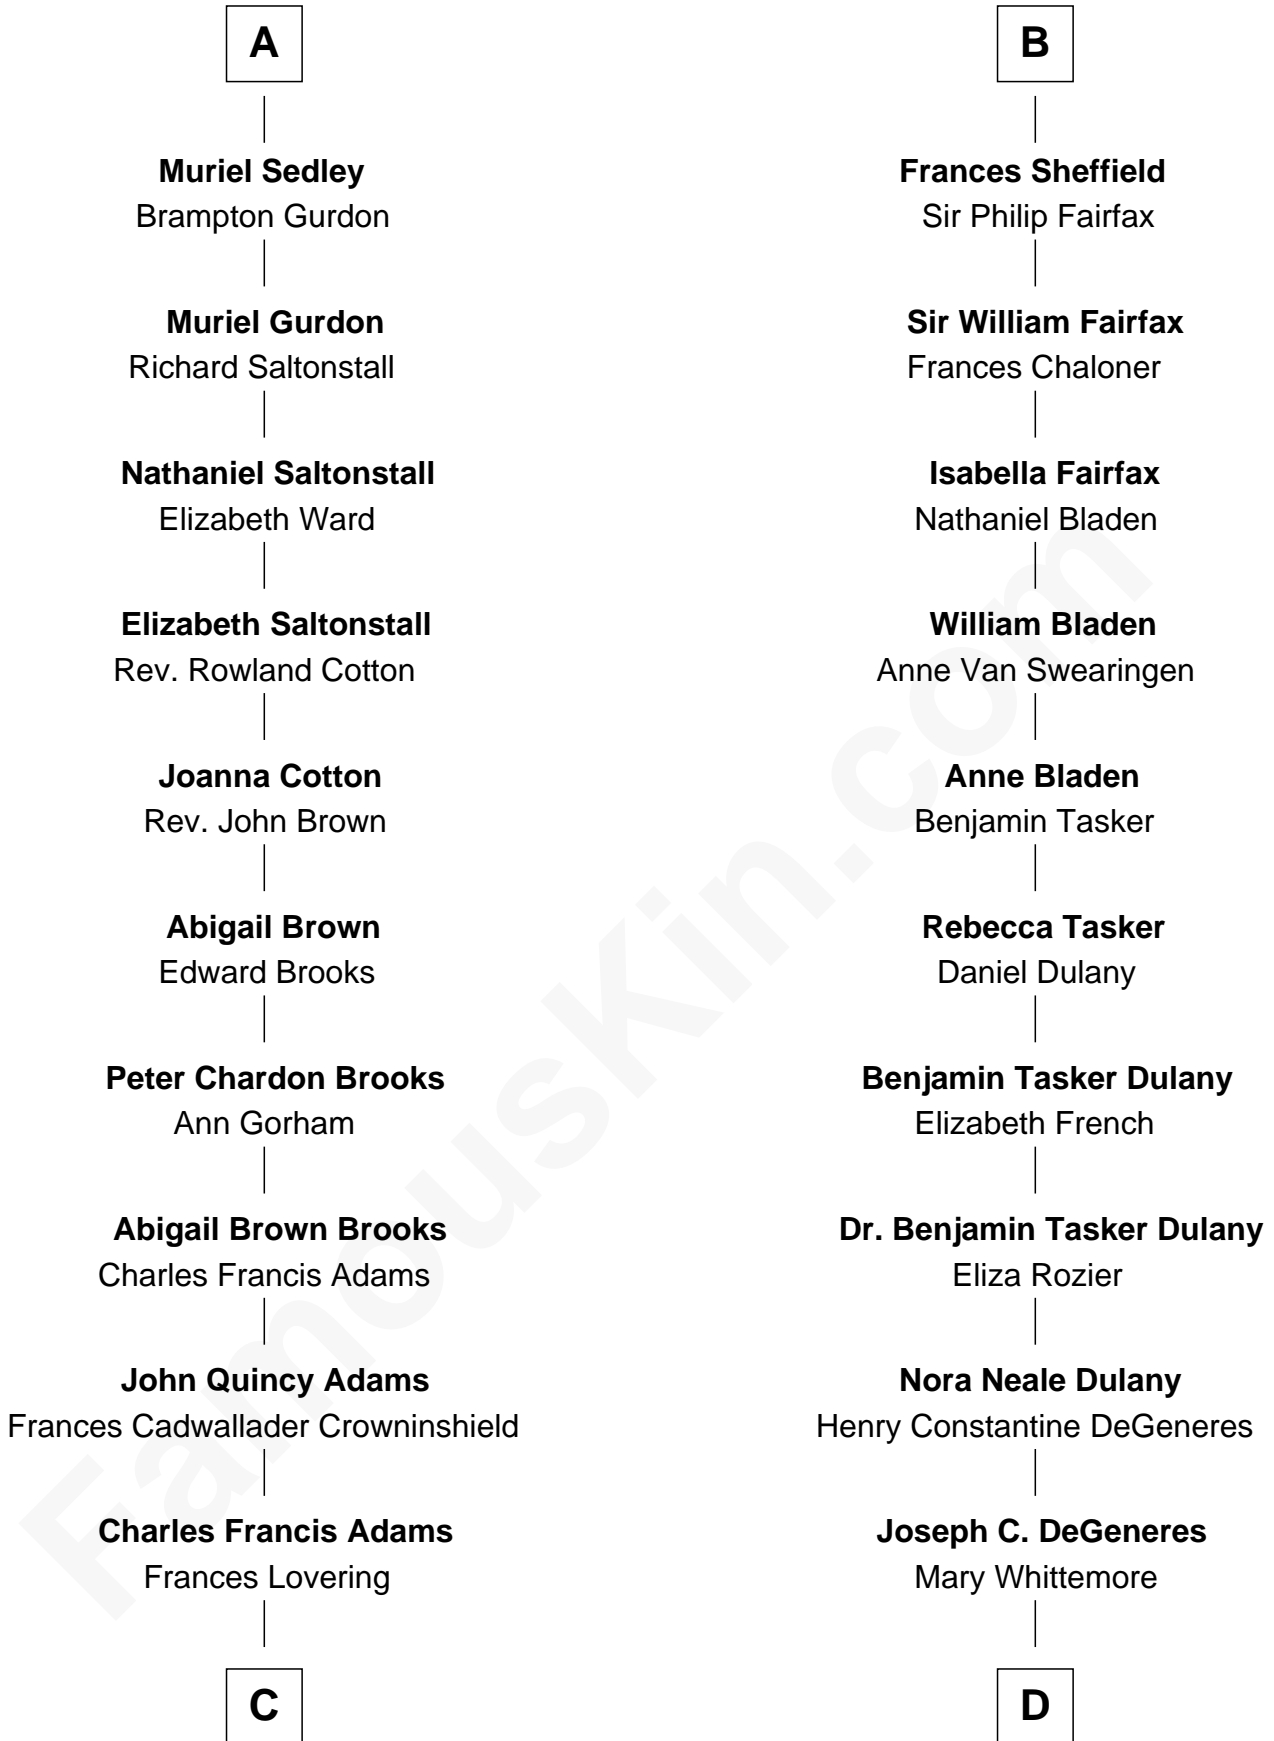 A
Muriel Sedley
Brampton Gurdon
Muriel Gurdon
Richard Saltonstall
Nathaniel Saltonstall
Elizabeth Ward
Elizabeth Saltonstall
Rev. Rowland Cotton
Joanna Cotton
Rev. John Brown
Abigail Brown
Edward Brooks
Peter Chardon Brooks
Ann Gorham
Abigail Brown Brooks
Charles Francis Adams
John Quincy Adams
Frances Cadwallader Crowninshield
Charles Francis Adams
Frances Lovering
C
B
Frances Sheffield
Sir Philip Fairfax
Sir William Fairfax
Frances Chaloner
Isabella Fairfax
Nathaniel Bladen
William Bladen
Anne Van Swearingen
Anne Bladen
Benjamin Tasker
Rebecca Tasker
Daniel Dulany
Benjamin Tasker Dulany
Elizabeth French
Dr. Benjamin Tasker Dulany
Eliza Rozier
Nora Neale Dulany
Henry Constantine DeGeneres
Joseph C. DeGeneres
Mary Whittemore
D
FamousKin.com